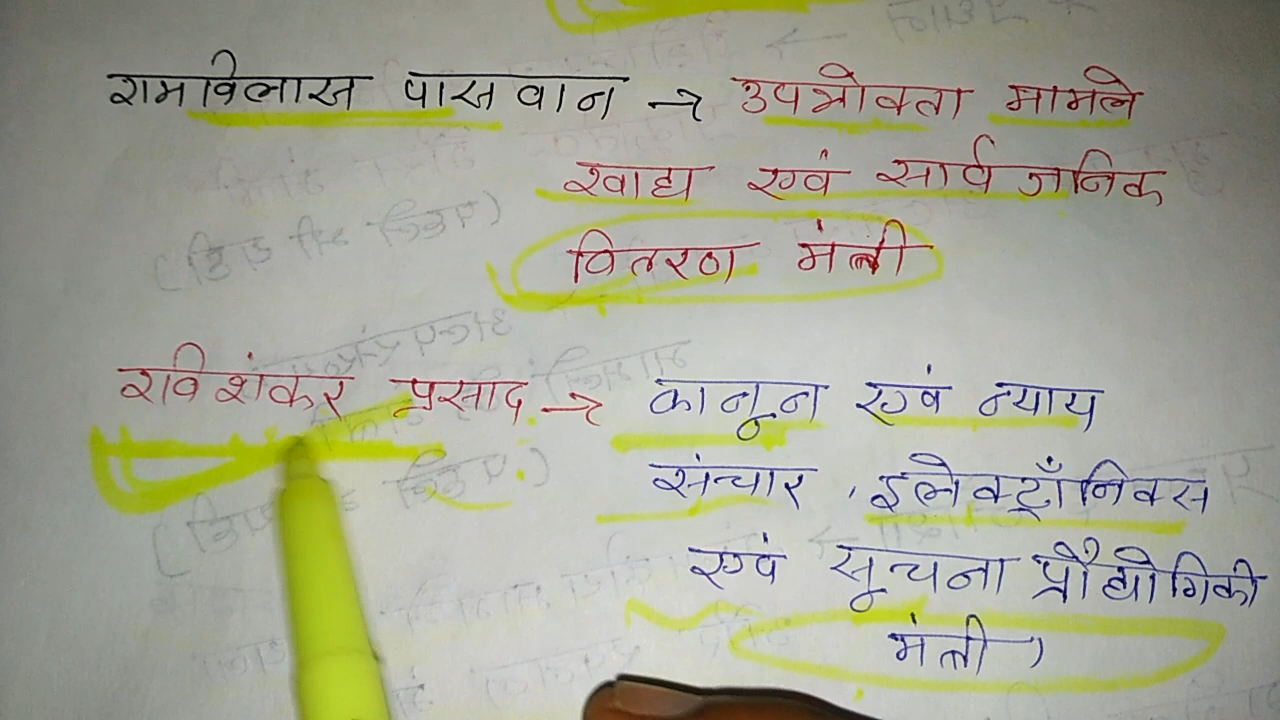 रामविलास पासवान → उपभोक्ता मामले
खाद्य एवं सार्वजनिक
वितरण मंत्री
रविशंकर प्रसाद → कानून एवं न्याय
संचार, इलेक्ट्रॉनिक्स
एवं सूचना प्रौद्योगिकी
मंत्री,